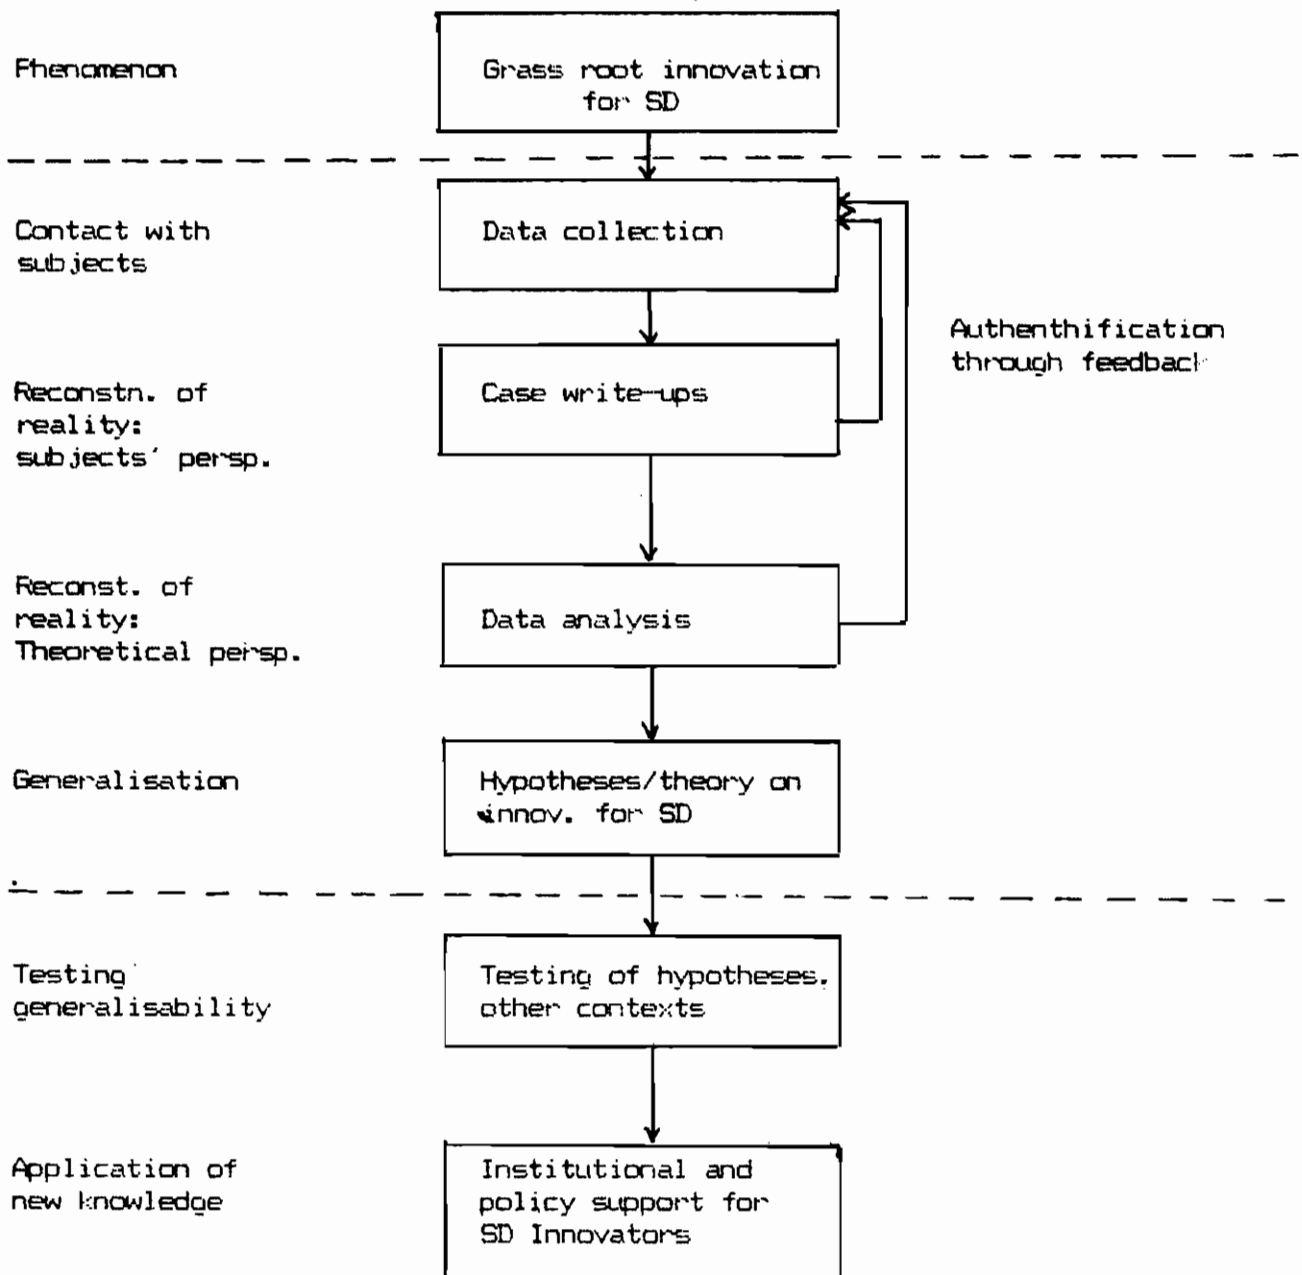 Phenomenon
Grass root innovation
for SD
Contact with
subjects
Data collection
Authenthification
through feedback
Reconstn. of
reality:
subjects' persp.
Case write-ups
Reconst. of
reality:
Theoretical persp.
Data analysis
Generalisation
Hypotheses/theory on
innov. for SD
Testing
generalisability
Testing of hypotheses.
other contexts
Application of
new knowledge
Institutional and
policy support for
SD Innovators